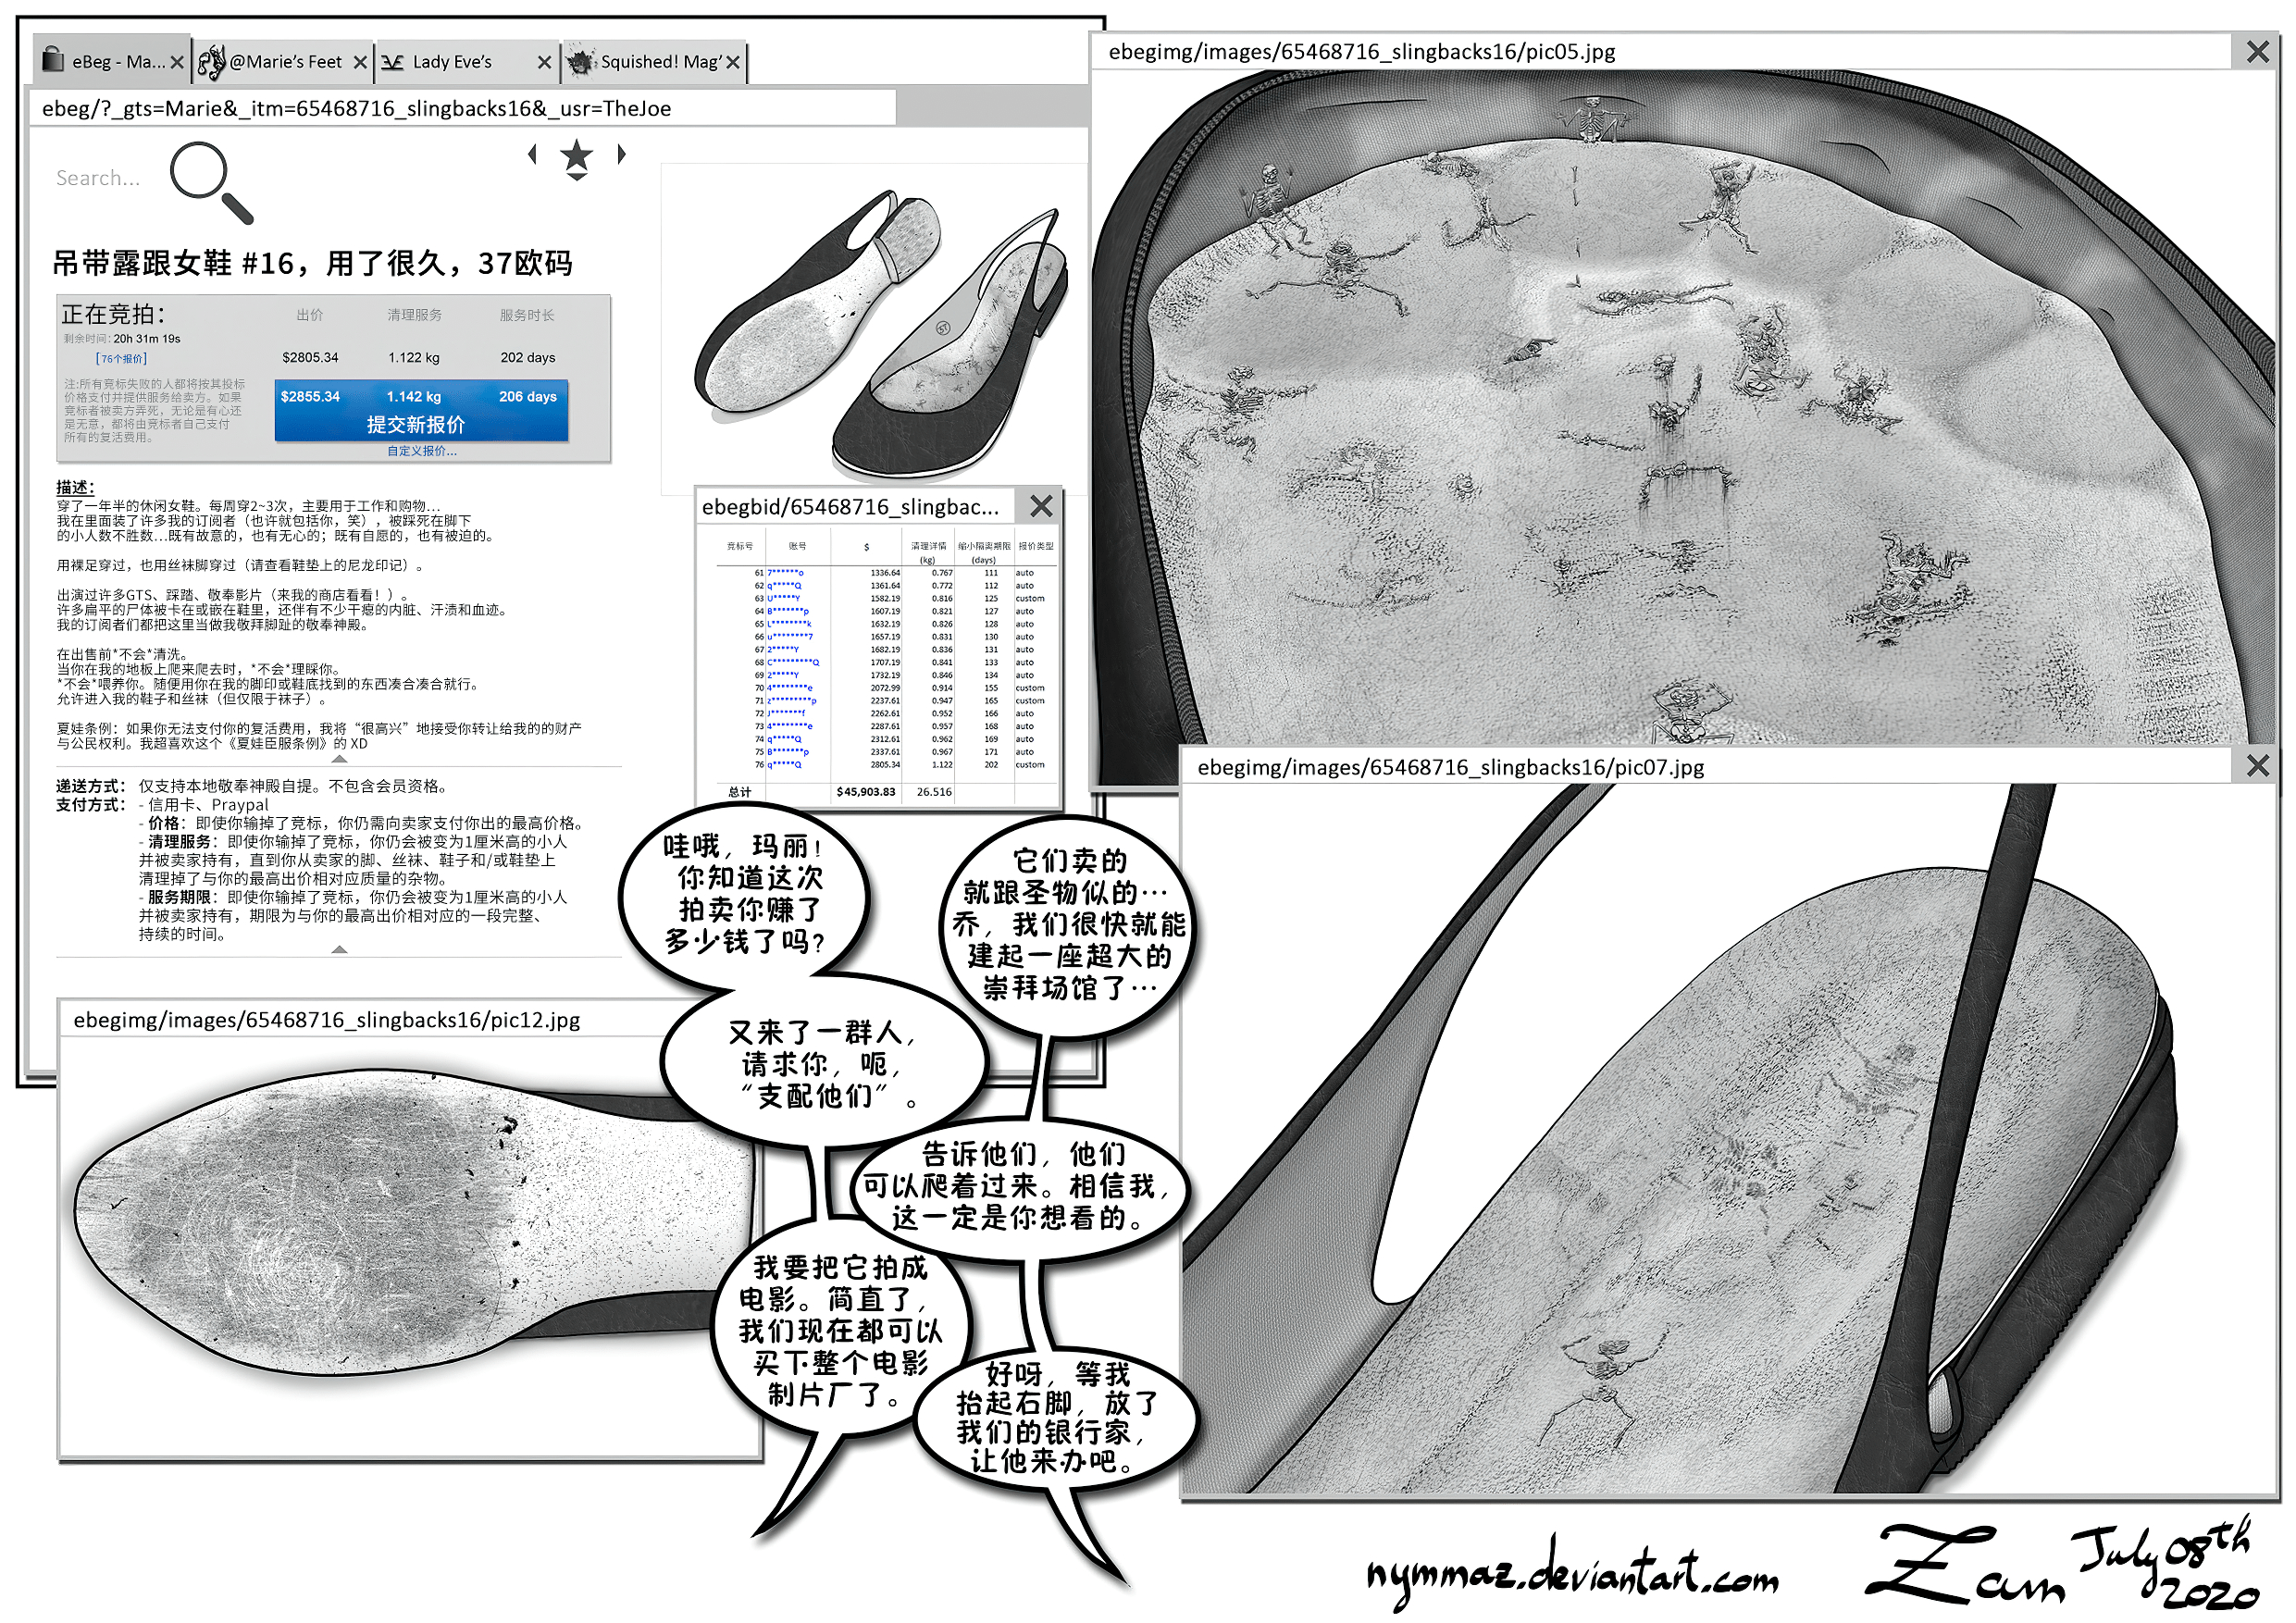 eBeg - Ma...
@Marie's Feet
Lady Eve's
Squished! Mag'
ebeg/?_gts=Marie&_itm=65468716_slingbacks16&_usr=TheJoe
Search...
吊带露跟女鞋 #16，用了很久，37欧码
正在竞拍：
出价 清理服务 服务时长
剩余时间：20h 31m 19s
[76个报价]
$2805.34 1.122 kg 202 days
注:所有竞标失败的人都将按其投标
价格支付并提供服务给卖方。如果
竞标者被卖方弄死，无论是有心还
是无意，都将由竞标者自己支付
所有的复活费用。
$2855.34 1.142 kg 206 days
提交新报价
自定义报价...
描述：
穿了一年半的休闲女鞋。每周穿2~3次，主要用于工作和购物...
我在里面装了许多我的订阅者（也许就包括你，笑），被踩死在脚下
的小人数不胜数...既有故意的，也有无心的；既有自愿的，也有被迫的。
用裸足穿过，也用丝袜脚穿过（请查看鞋垫上的尼龙印记）。
出演过许多GTS、踩踏、敬奉影片（来我的商店看看！）。
许多扁平的尸体被卡在或嵌在鞋里，还伴有不少干瘪的内脏、汗渍和血迹。
我的订阅者们都把这里当做我敬拜脚趾的敬奉神殿。
在出售前*不会*清洗。
当你在我的地板上爬来爬去时，*不会*理睬你。
*不会*喂养你。随便用你在我的脚印或鞋底找到的东西凑合凑合就行。
允许进入我的鞋子和丝袜（但仅限于袜子）。
夏娃条例：如果你无法支付你的复活费用，我将“很高兴”地接受你转让给我的的财产
与公民权利。我超喜欢这个《夏娃臣服条例》的 XD
递送方式： 仅支持本地敬奉神殿自提。不包含会员资格。
支付方式： - 信用卡、Praypal
- 价格：即使你输掉了竞标，你仍需向卖家支付你出的最高价格。
- 清理服务：即使你输掉了竞标，你仍会被变为1厘米高的小人
并被卖家持有，直到你从卖家的脚、丝袜、鞋子和/或鞋垫上
清理掉了与你的最高出价相对应质量的杂物。
- 服务期限：即使你输掉了竞标，你仍会被变为1厘米高的小人
并被卖家持有，期限为与你的最高出价相对应的一段完整、
持续的时间。
ebegbid/65468716_slingbac...
竞标号 账号 $ 清理详情 缩小隔离期限 报价类型
(kg) (days)
61 7******o 1336.64 0.767 111 auto
62 q*****Q 1361.64 0.772 112 auto
63 U*****Y 1582.19 0.816 125 custom
64 B*******p 1607.19 0.821 127 auto
65 L********k 1632.19 0.826 128 auto
66 u********7 1657.19 0.831 130 auto
67 2*****Y 1682.19 0.836 131 auto
68 C*********Q 1707.19 0.841 133 auto
69 2*****Y 1732.19 0.846 134 auto
70 4********e 2072.99 0.914 155 custom
71 z*********p 2237.61 0.947 165 custom
72 J*******f 2262.61 0.952 166 auto
73 4********e 2287.61 0.957 168 auto
74 q*****Q 2312.61 0.962 169 auto
75 B*******p 2337.61 0.967 171 auto
76 q*****Q 2805.34 1.122 202 custom
总计 $45,903.83 26.516
ebegimg/images/65468716_slingbacks16/pic05.jpg
ebegimg/images/65468716_slingbacks16/pic07.jpg
ebegimg/images/65468716_slingbacks16/pic12.jpg
哇哦，玛丽！
你知道这次
拍卖你赚了
多少钱了吗？
又来了一群人，
请求你，呃，
“支配他们”。
它们卖的
就跟圣物似的…
乔，我们很快就能
建起一座超大的
崇拜场馆了…
告诉他们，他们
可以爬着过来。相信我，
这一定是你想看的。
我要把它拍成
电影。简直了，
我们现在都可以
买下整个电影
制片厂了。
好呀，等我
抬起右脚，放了
我们的银行家，
让他来办吧。
nymmaz.deviantart.com
Zam July 08th
2020